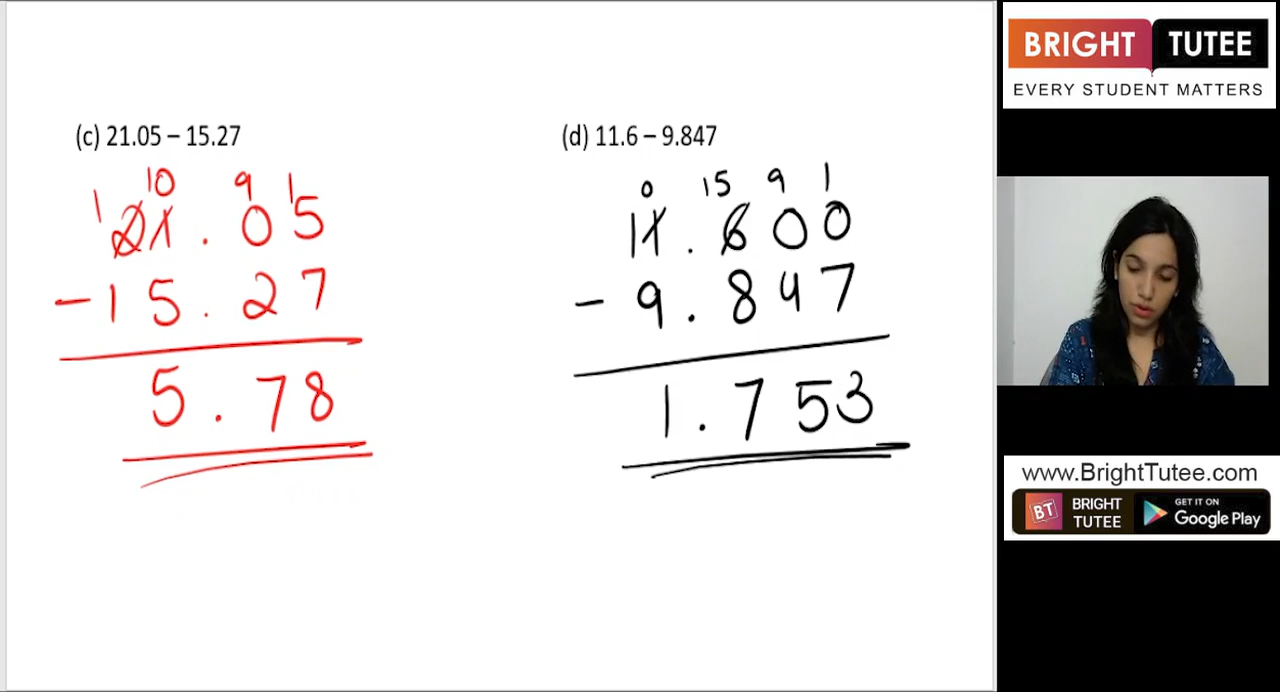 (c) 21.05 – 15.27
1 10 9 1
21.05
– 15.27
5.78
(d) 11.6 – 9.847
0 15 9 1
11.600
– 9.847
1.753
BRIGHT TUTEE
EVERY STUDENT MATTERS
www.BrightTutee.com
BT
BRIGHT
TUTEE
GET IT ON
Google Play